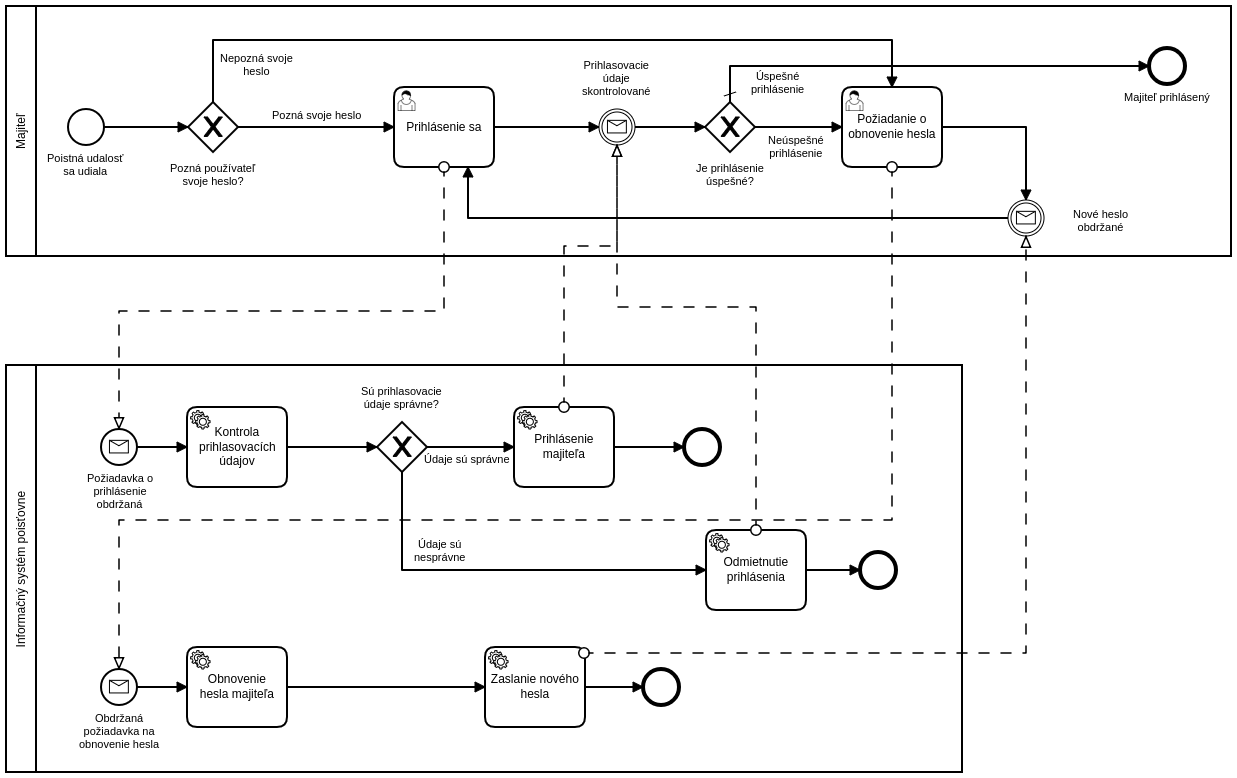 Majiteľ
Nepozná svoje
heslo
Poistná udalosť
sa udiala
Pozná používateľ
svoje heslo?
Pozná svoje heslo
Prihlásenie sa
Prihlasovacie
údaje
skontrolované
Úspešné
prihlásenie
Je prihlásenie
úspešné?
Neúspešné
prihlásenie
Požiadanie o
obnovenie hesla
Majiteľ prihlásený
Nové heslo
obdržané
Informačný systém poisťovne
Požiadavka o
prihlásenie
obdržaná
Kontrola
prihlasovacích
údajov
Sú prihlasovacie
údaje správne?
Údaje sú správne
Prihlásenie
majiteľa
Údaje sú
nesprávne
Odmietnutie
prihlásenia
Obdržaná
požiadavka na
obnovenie hesla
Obnovenie
hesla majiteľa
Zaslanie nového
hesla